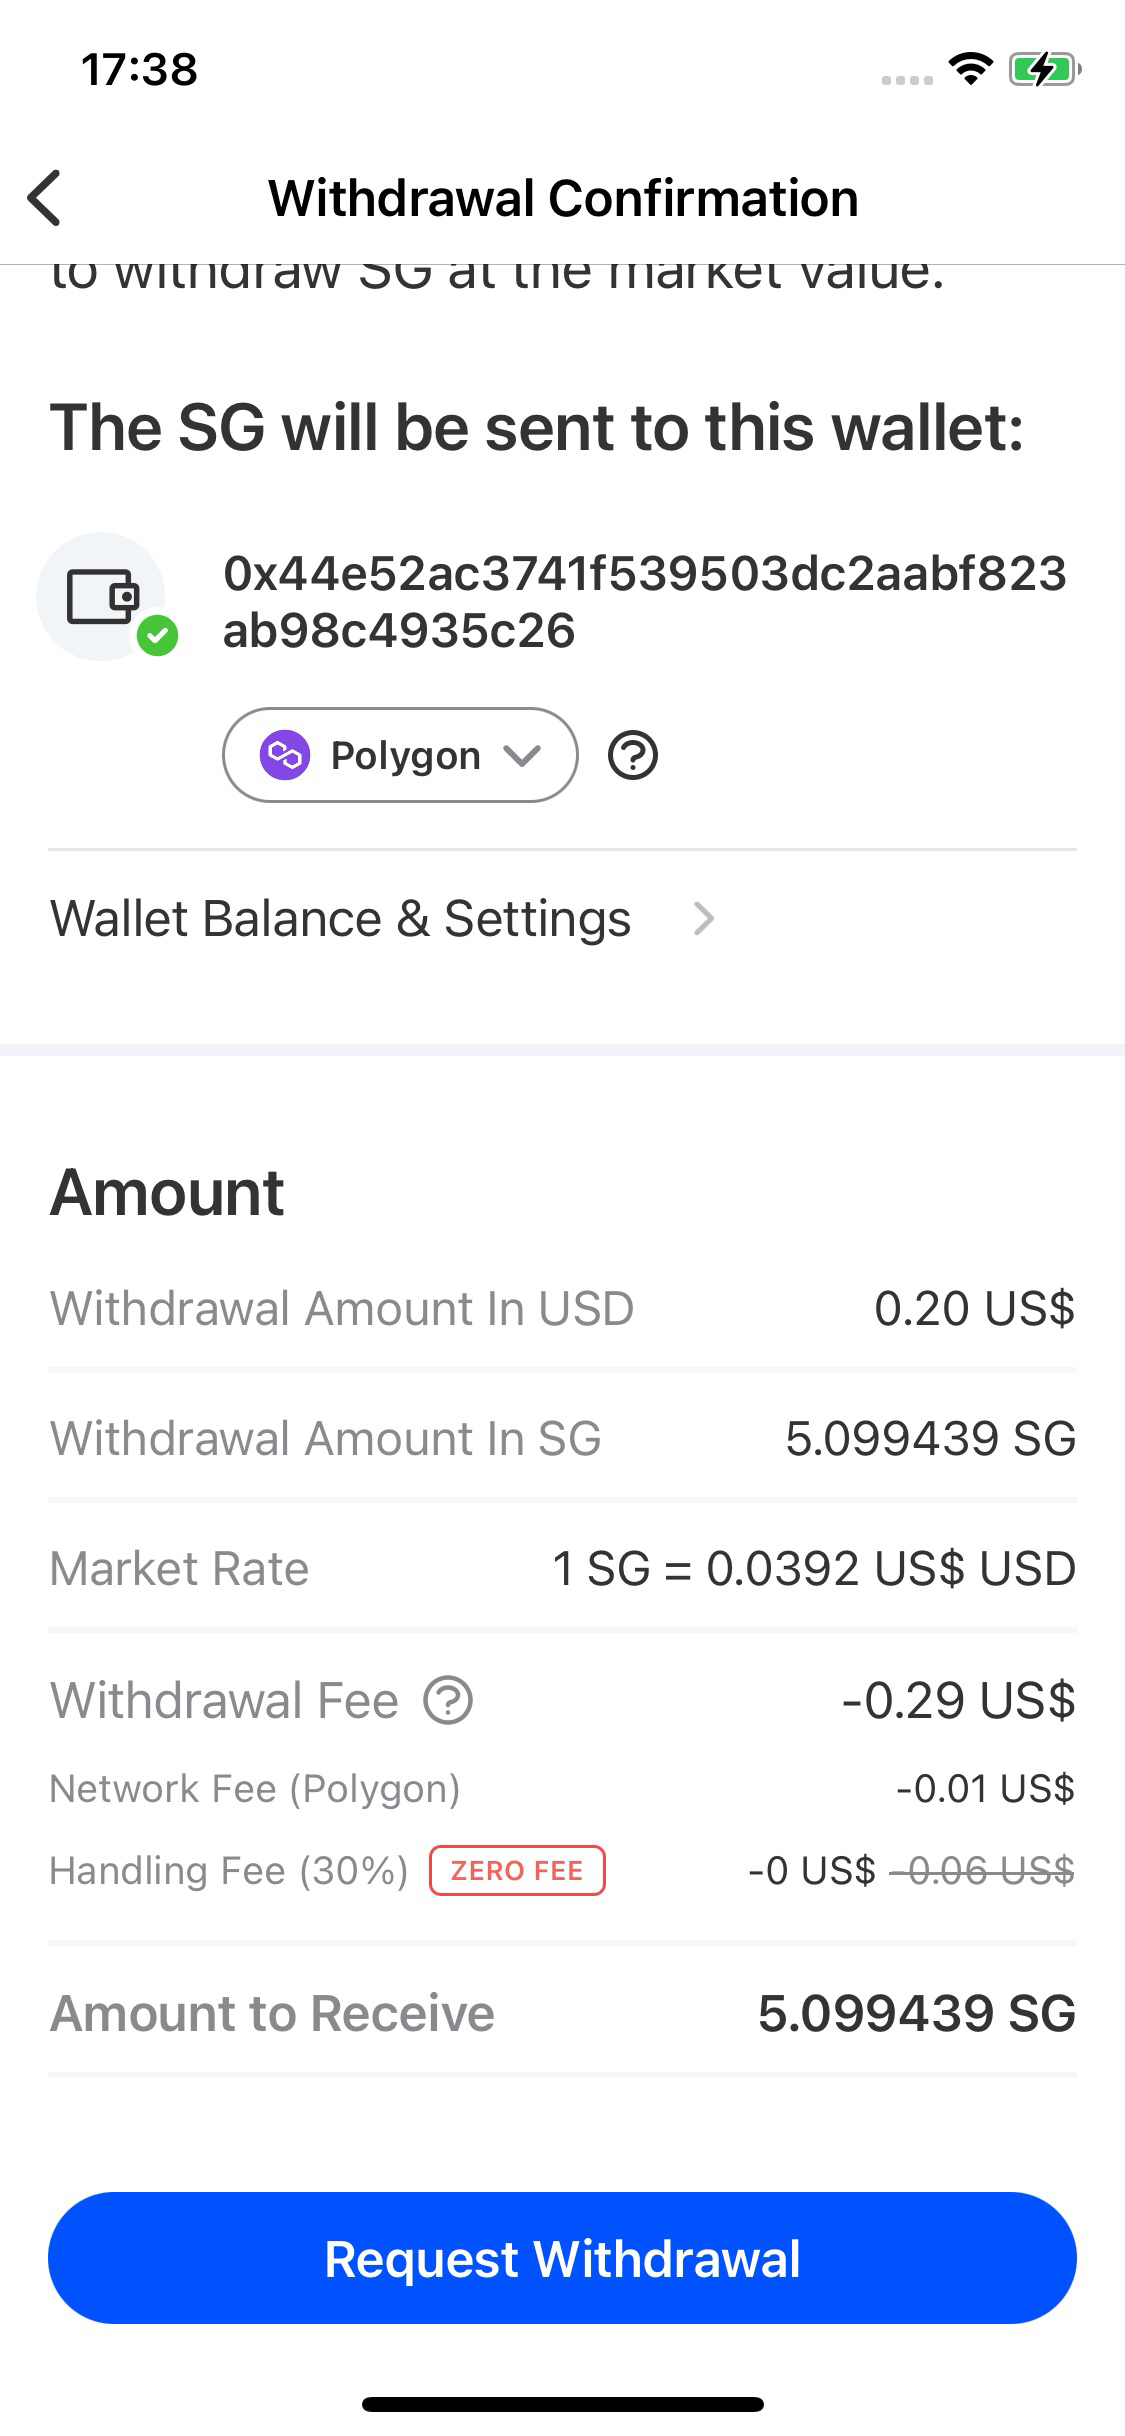 17:38
Withdrawal Confirmation
to withdraw SG at the market value.
The SG will be sent to this wallet:
0x44e52ac3741f539503dc2aabf823
ab98c4935c26
Polygon
Wallet Balance & Settings
Amount
Withdrawal Amount In USD 0.20 US$
Withdrawal Amount In SG 5.099439 SG
Market Rate 1 SG = 0.0392 US$ USD
Withdrawal Fee -0.29 US$
Network Fee (Polygon) -0.01 US$
Handling Fee (30%) ZERO FEE -0 US$ -0.06 US$
Amount to Receive 5.099439 SG
Request Withdrawal